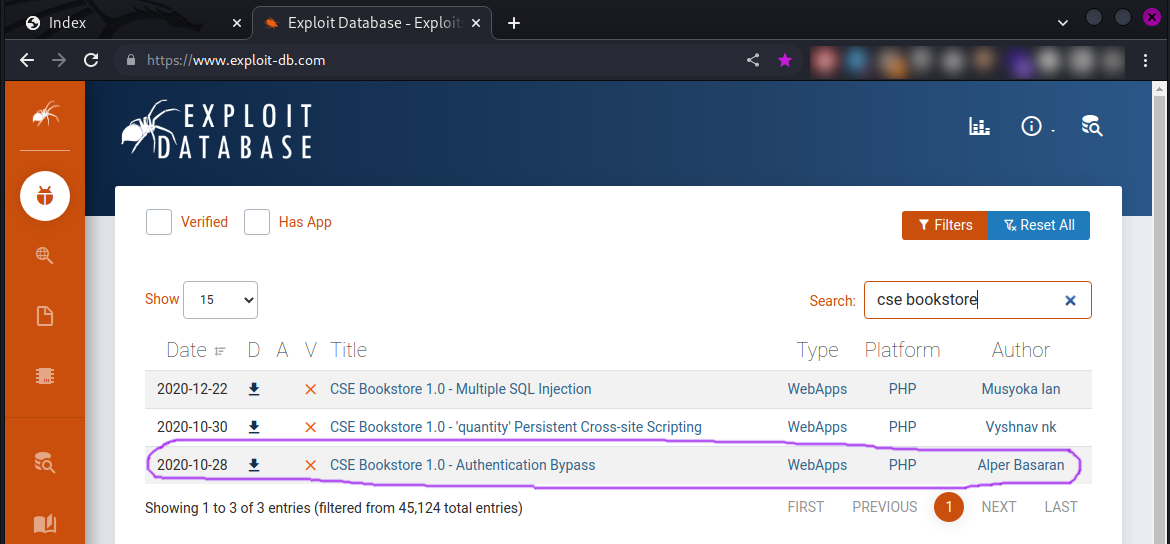 Index
Exploit Database - Exploit
https://www.exploit-db.com
EXPLOIT
DATABASE
Verified Has App
Filters Reset All
Show 15 Search: cse bookstore
Date D A V Title Type Platform Author
2020-12-22 CSE Bookstore 1.0 - Multiple SQL Injection WebApps PHP Musyoka Ian
2020-10-30 CSE Bookstore 1.0 - 'quantity' Persistent Cross-site Scripting WebApps PHP Vyshnav nk
2020-10-28 CSE Bookstore 1.0 - Authentication Bypass WebApps PHP Alper Basaran
Showing 1 to 3 of 3 entries (filtered from 45,124 total entries) FIRST PREVIOUS 1 NEXT LAST